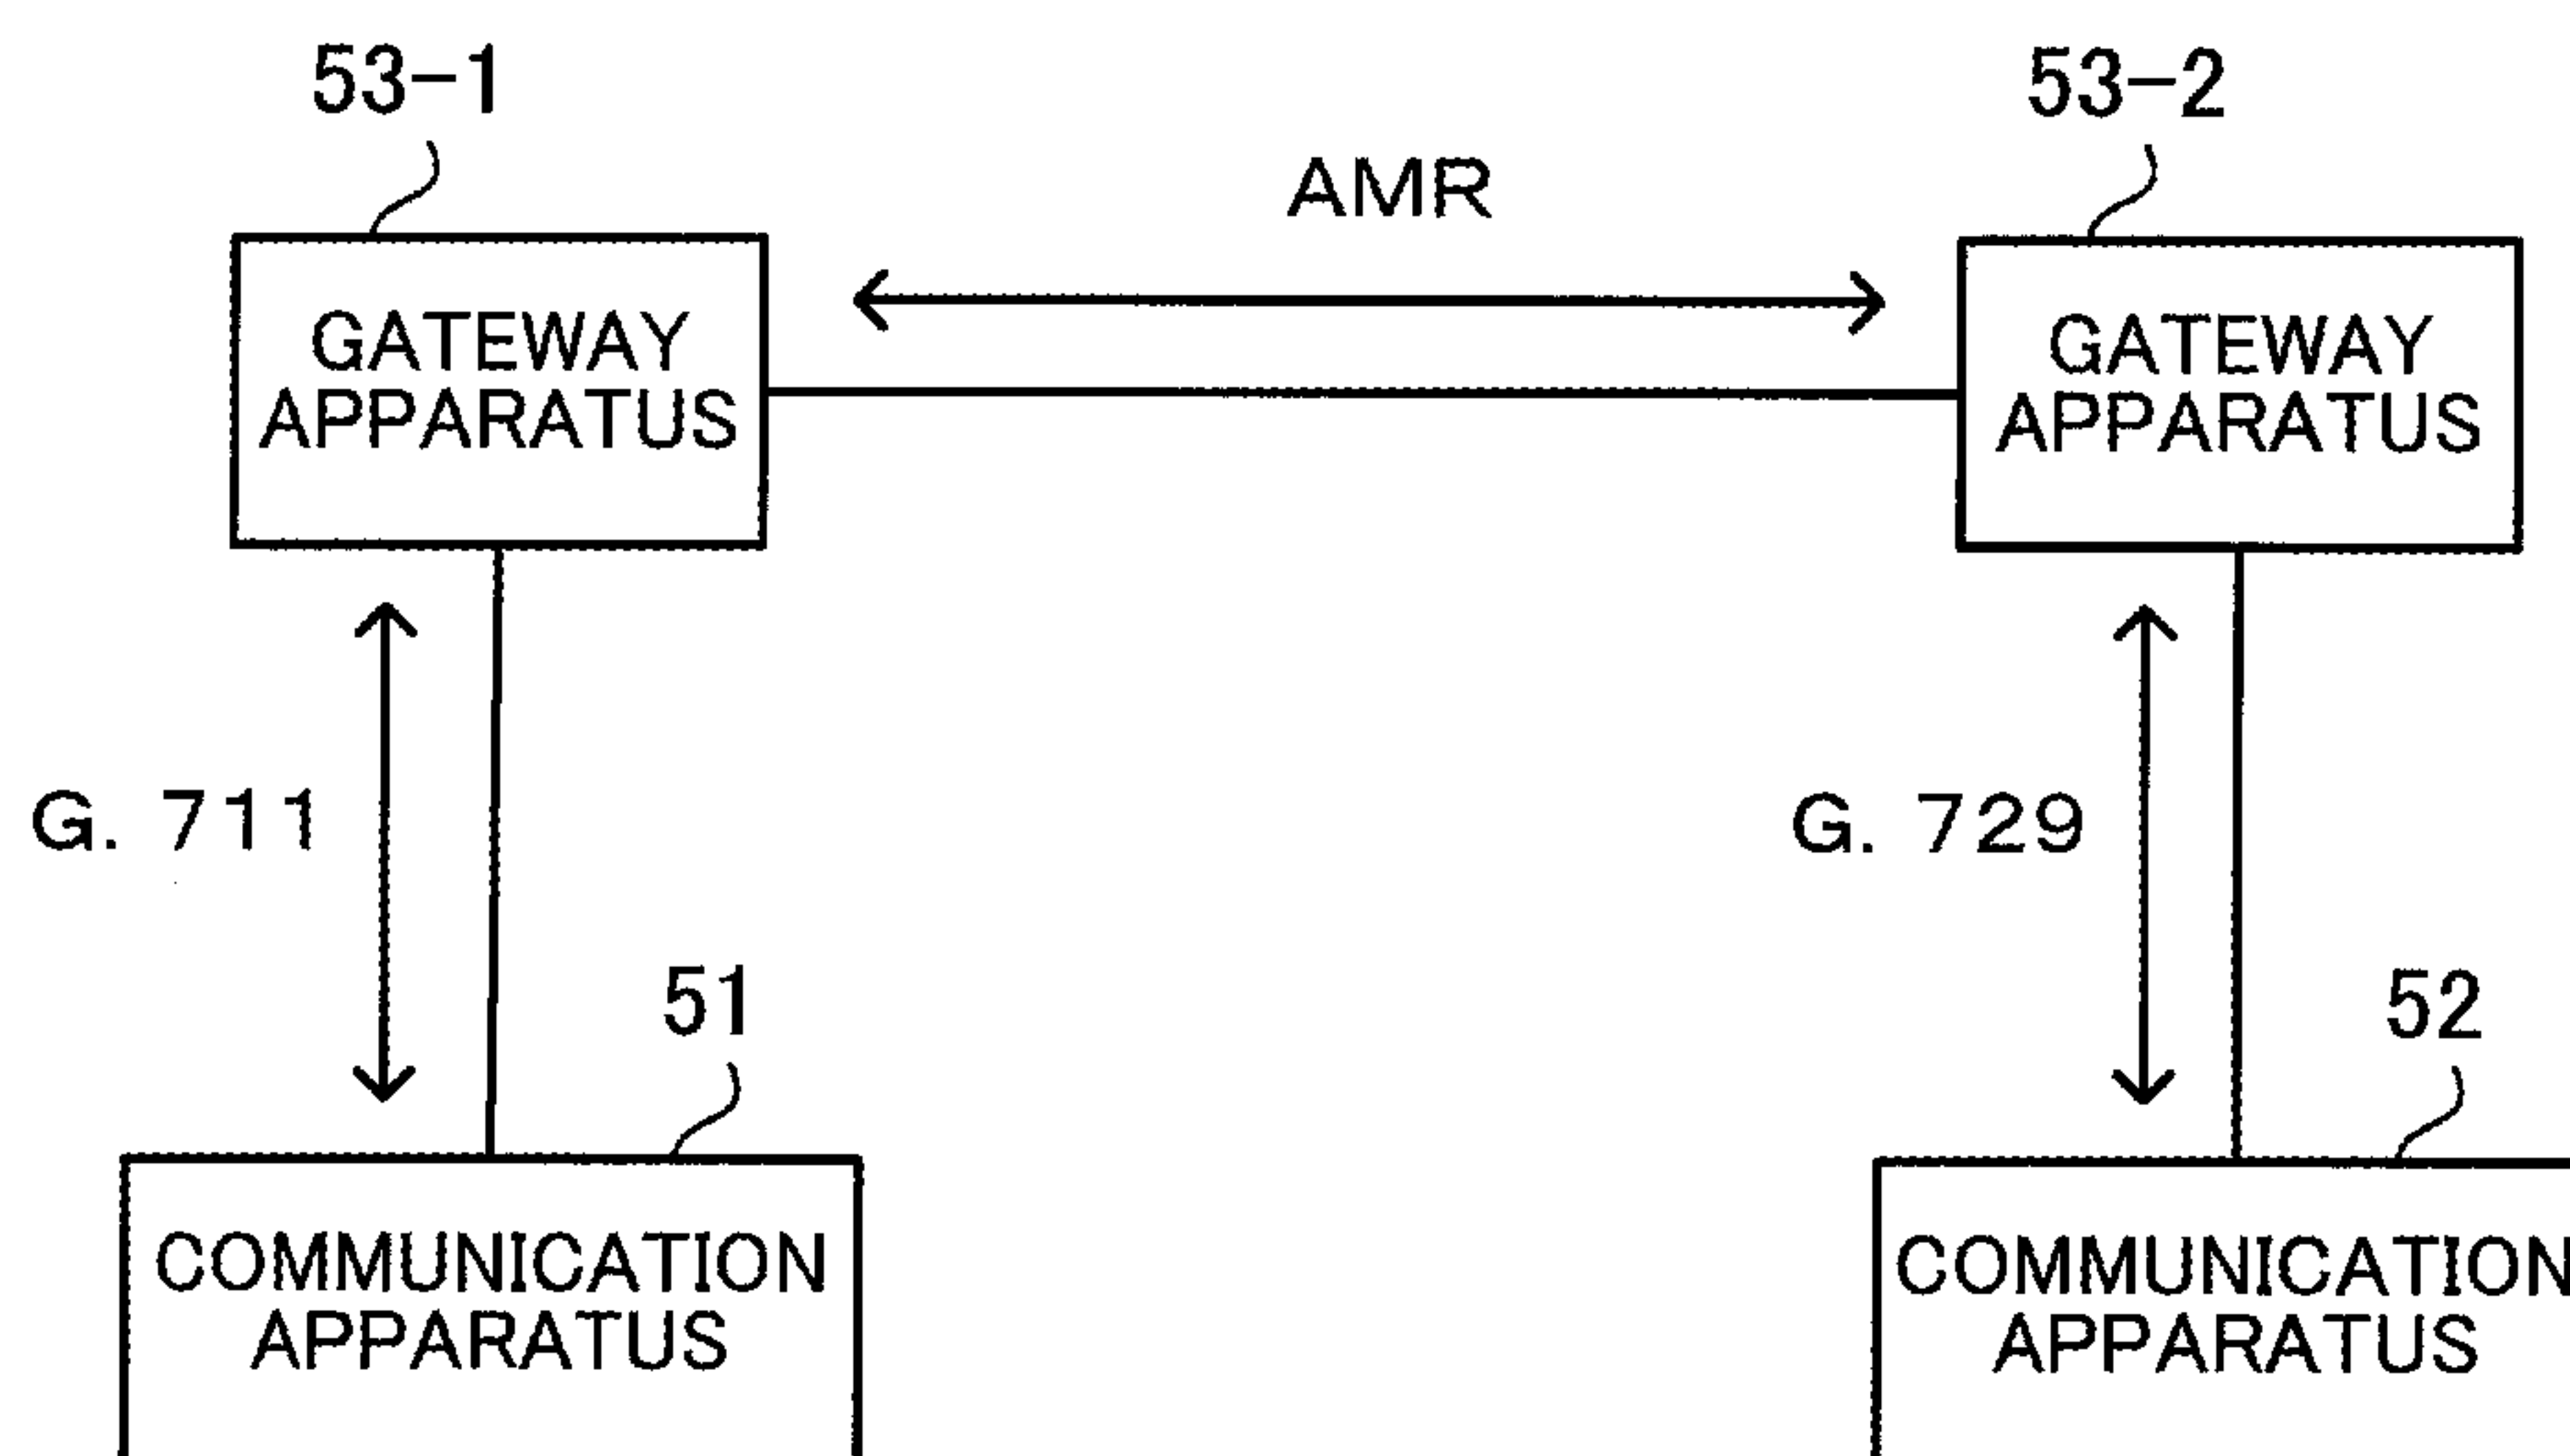 53-1
53-2
AMR
GATEWAY
APPARATUS
GATEWAY
APPARATUS
G. 711
G. 729
51
52
COMMUNICATION
APPARATUS
COMMUNICATION
APPARATUS